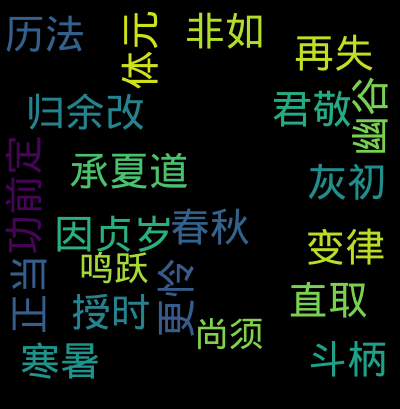 历法
体元
非如
再失
归余改
君敬
幽谷
功前定
承夏道
灰初
因贞岁
春秋
变律
鸣跃
正当
授时
更怜
直取
尚须
寒暑
斗柄